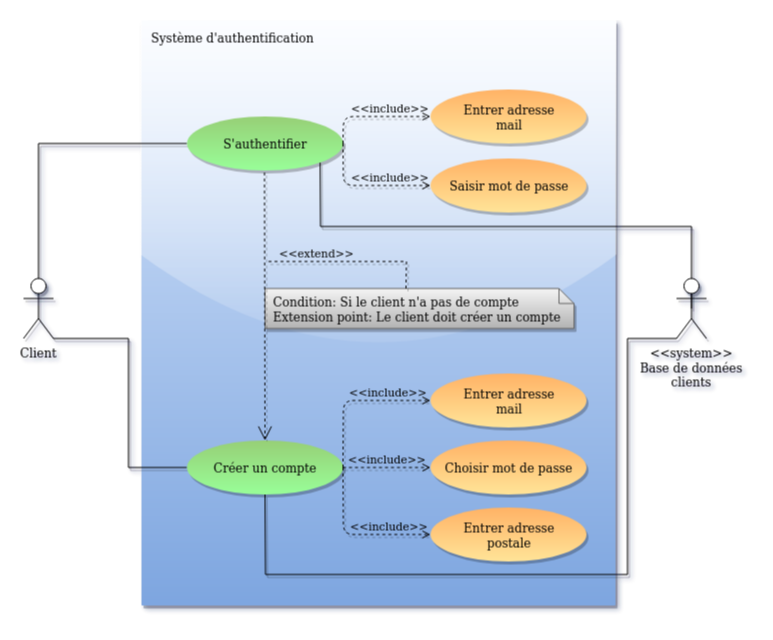 Système d'authentification
<<include>>
Entrer adresse
mail
S'authentifier
<<include>>
Saisir mot de passe
<<extend>>
Condition: Si le client n'a pas de compte
Extension point: Le client doit créer un compte
Client
<<system>>
Base de données
clients
<<include>>
Entrer adresse
mail
Créer un compte
<<include>>
Choisir mot de passe
<<include>>
Entrer adresse
postale